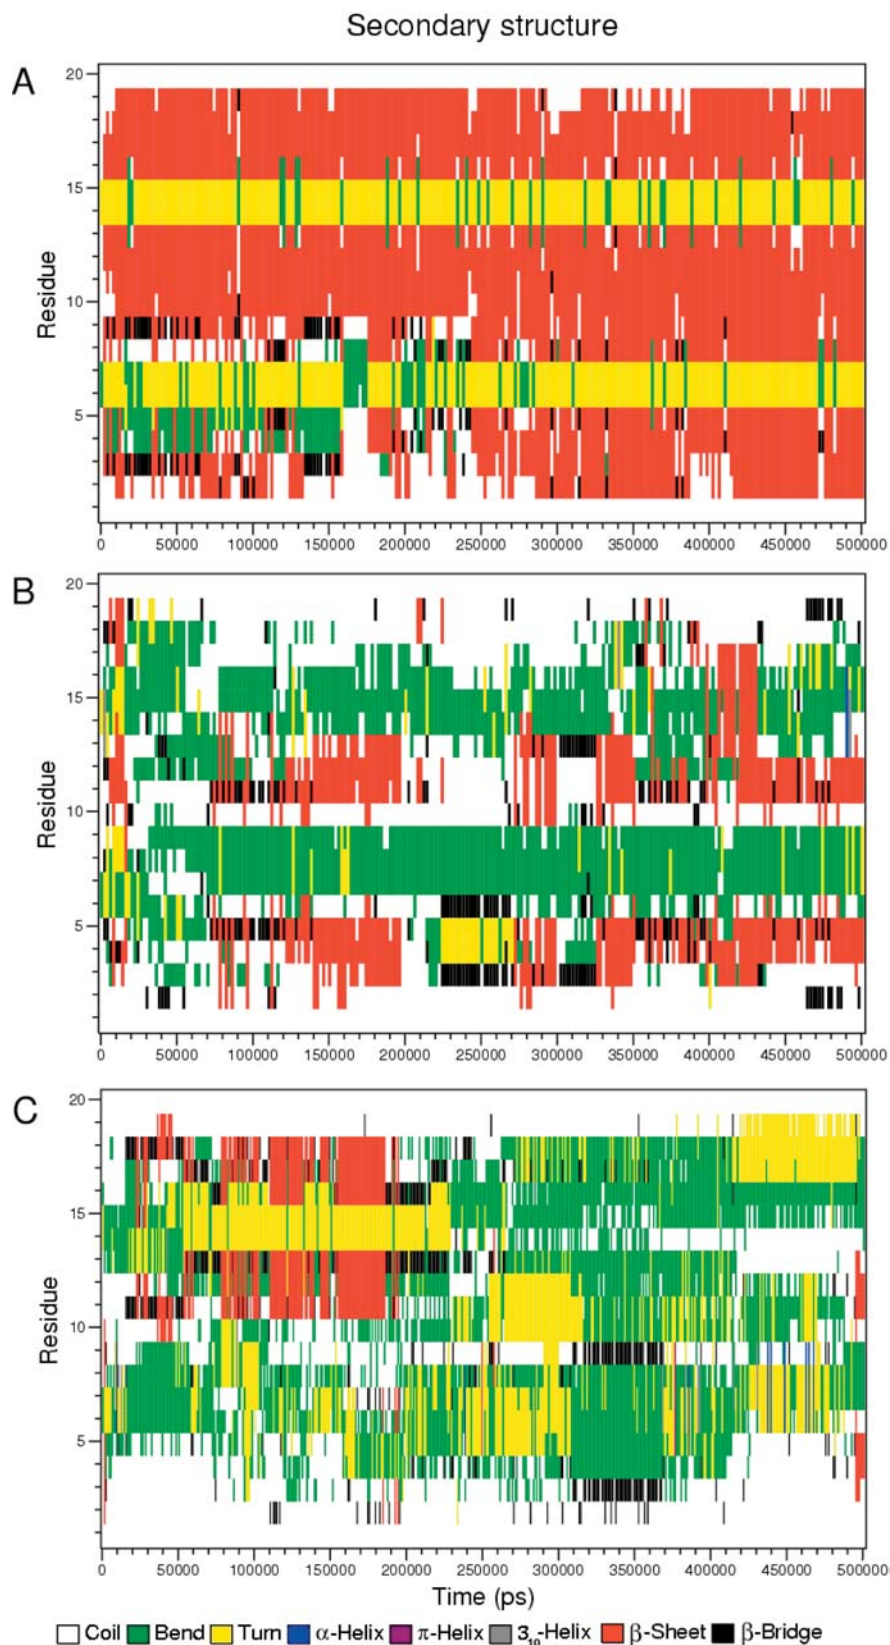 Secondary structure
A
20
15
10
5
Residue
0 50000 100000 150000 200000 250000 300000 350000 400000 450000 500000
B
20
15
10
5
Residue
0 50000 100000 150000 200000 250000 300000 350000 400000 450000 500000
C
20
15
10
5
Residue
0 50000 100000 150000 200000 250000 300000 350000 400000 450000 500000
Time (ps)
Coil Bend Turn α-Helix π-Helix 3₁₀-Helix β-Sheet β-Bridge